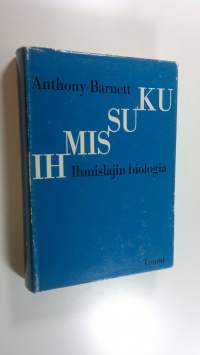 Anthony Barnett
KU
SU
MIS
IH
Ihmislajin biologia
Tammi